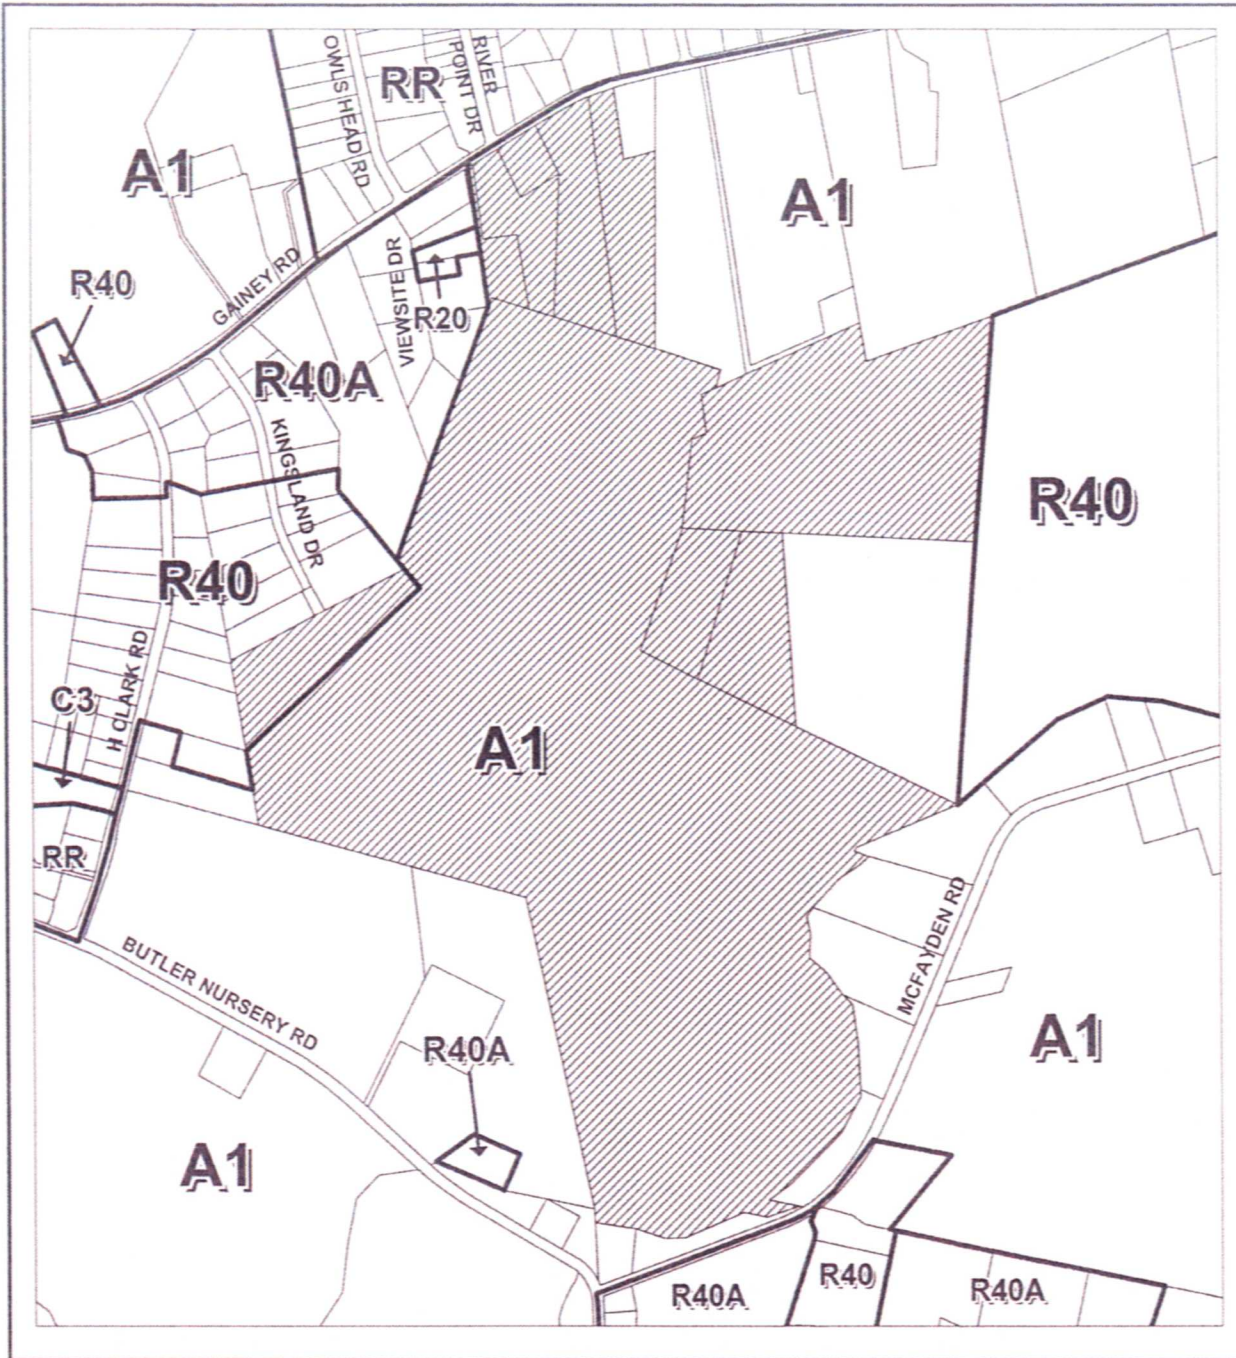 OWLS HEAD RD
RR
RIVER
POINT DR
A1
A1
R40
GAINEY RD
VIEWSITE DR
R20
R40A
KINGSLAND DR
R40
R40
H CLARK RD
C3
A1
RR
BUTLER NURSERY RD
MCFAYDEN RD
R40A
A1
A1
R40A
R40
R40A